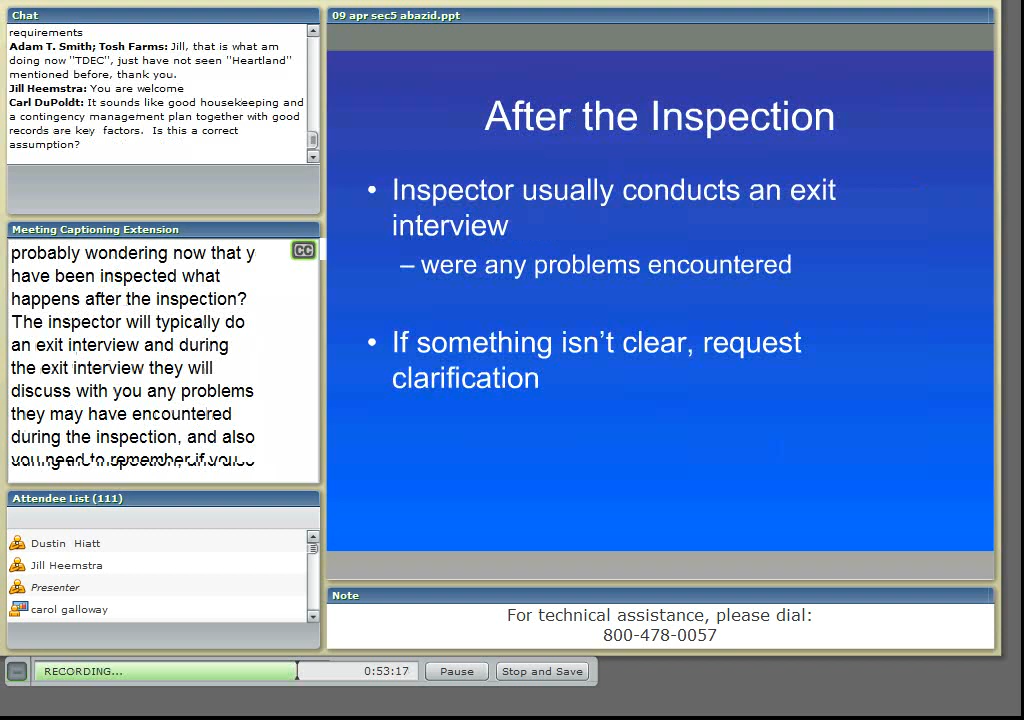 Chat
requirements
Adam T. Smith; Tosh Farms: Jill, that is what am
doing now "TDEC", just have not seen "Heartland"
mentioned before, thank you.
Jill Heemstra: You are welcome
Carl DuPoldt: It sounds like good housekeeping and
a contingency management plan together with good
records are key factors. Is this a correct
assumption?
Meeting Captioning Extension
CC
probably wondering now that y
have been inspected what
happens after the inspection?
The inspector will typically do
an exit interview and during
the exit interview they will
discuss with you any problems
they may have encountered
during the inspection, and also
you need to remember if you
Attendee List (111)
Dustin Hiatt
Jill Heemstra
Presenter
carol galloway
09 apr sec5 abazid.ppt
After the Inspection
• Inspector usually conducts an exit
interview
– were any problems encountered
• If something isn't clear, request
clarification
Note
For technical assistance, please dial:
800-478-0057
RECORDING...
0:53:17
Pause
Stop and Save